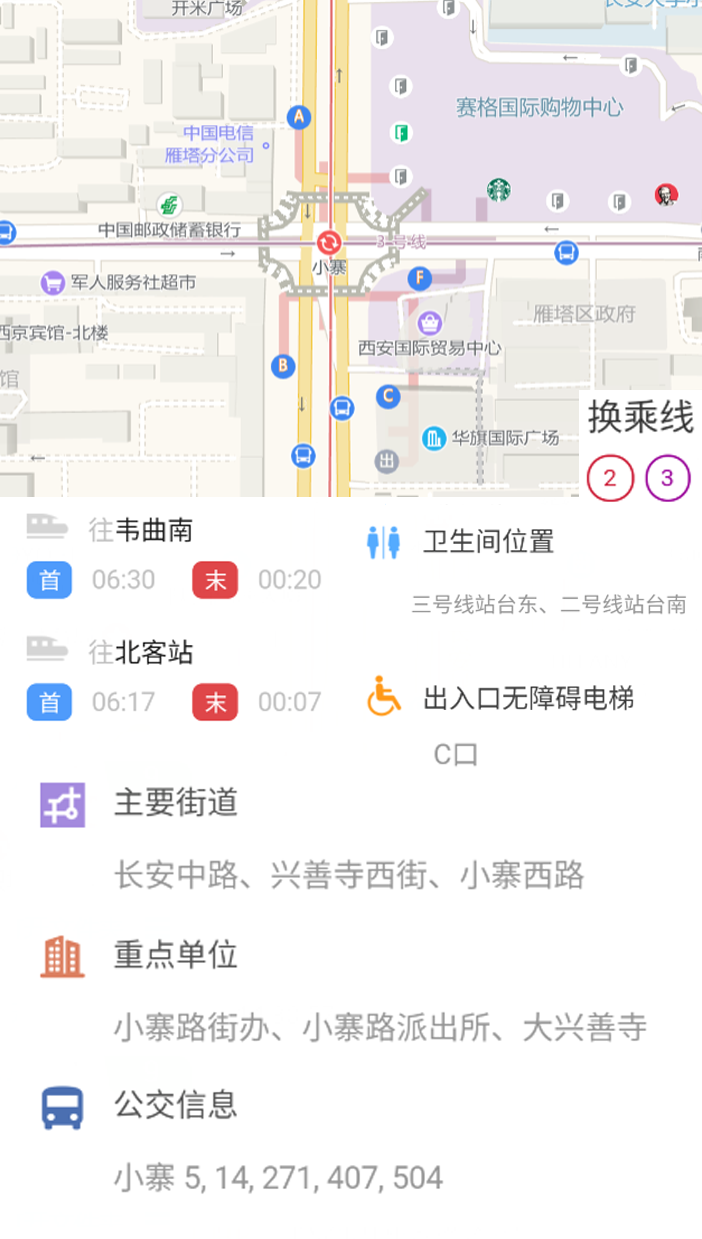 开米广场
赛格国际购物中心
A
中国电信
雁塔分公司
中国邮政储蓄银行
3号线
小寨
军人服务社超市
F
雁塔区政府
西京宾馆-北楼
西安国际贸易中心
馆
B
C
换乘线
华旗国际广场
出
2 3
往韦曲南
卫生间位置
首 06:30 末 00:20
三号线站台东、二号线站台南
往北客站
首 06:17 末 00:07
出入口无障碍电梯
C口
主要街道
长安中路、兴善寺西街、小寨西路
重点单位
小寨路街办、小寨路派出所、大兴善寺
公交信息
小寨 5, 14, 271, 407, 504